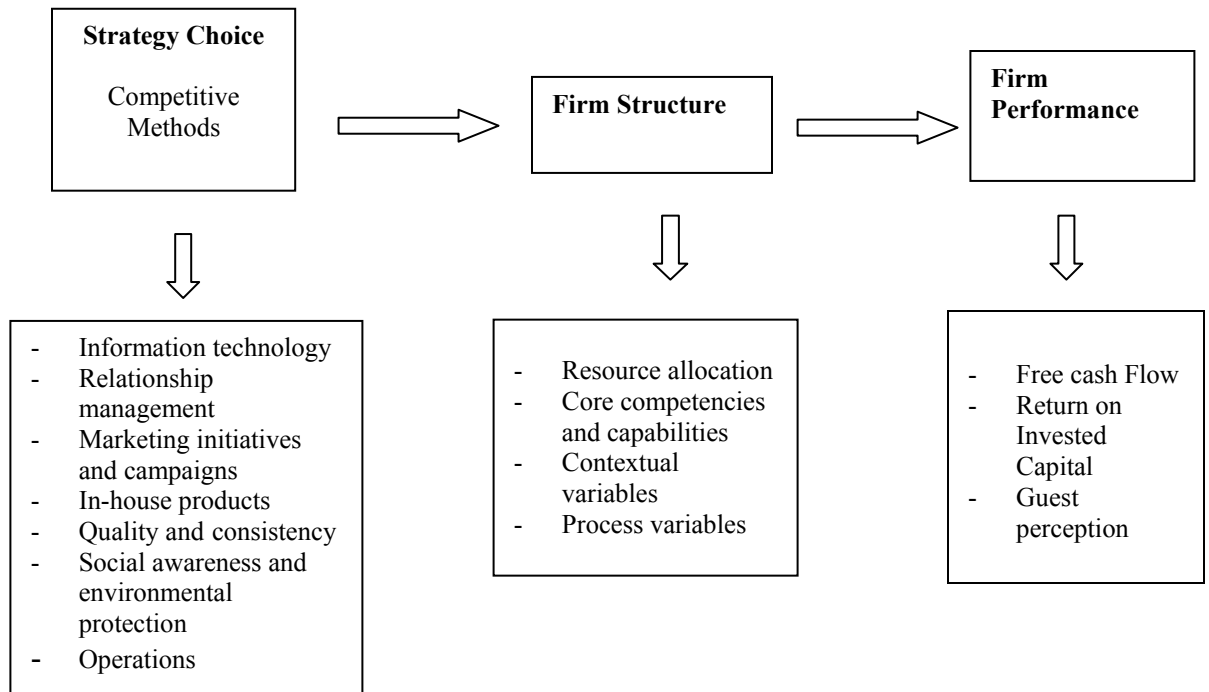 Strategy Choice
Competitive
Methods
Firm Structure
Firm
Performance
- Information technology
- Relationship
management
- Marketing initiatives
and campaigns
- In-house products
- Quality and consistency
- Social awareness and
environmental
protection
- Operations
- Resource allocation
- Core competencies
and capabilities
- Contextual
variables
- Process variables
- Free cash Flow
- Return on
Invested
Capital
- Guest
perception